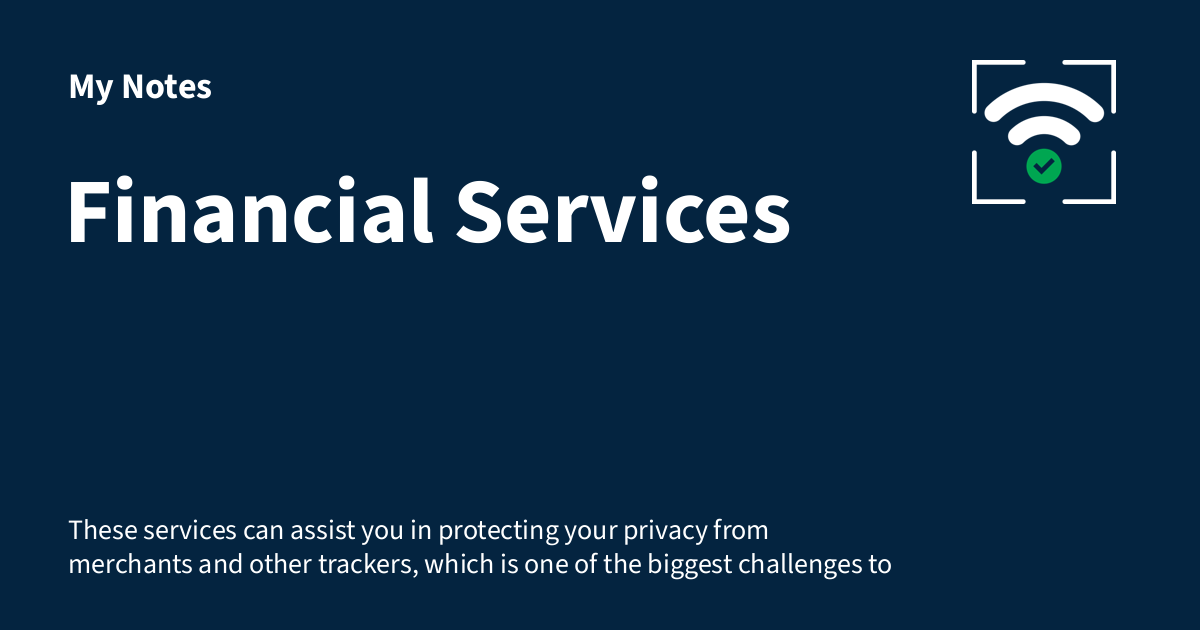 My Notes
Financial Services
These services can assist you in protecting your privacy from
merchants and other trackers, which is one of the biggest challenges to